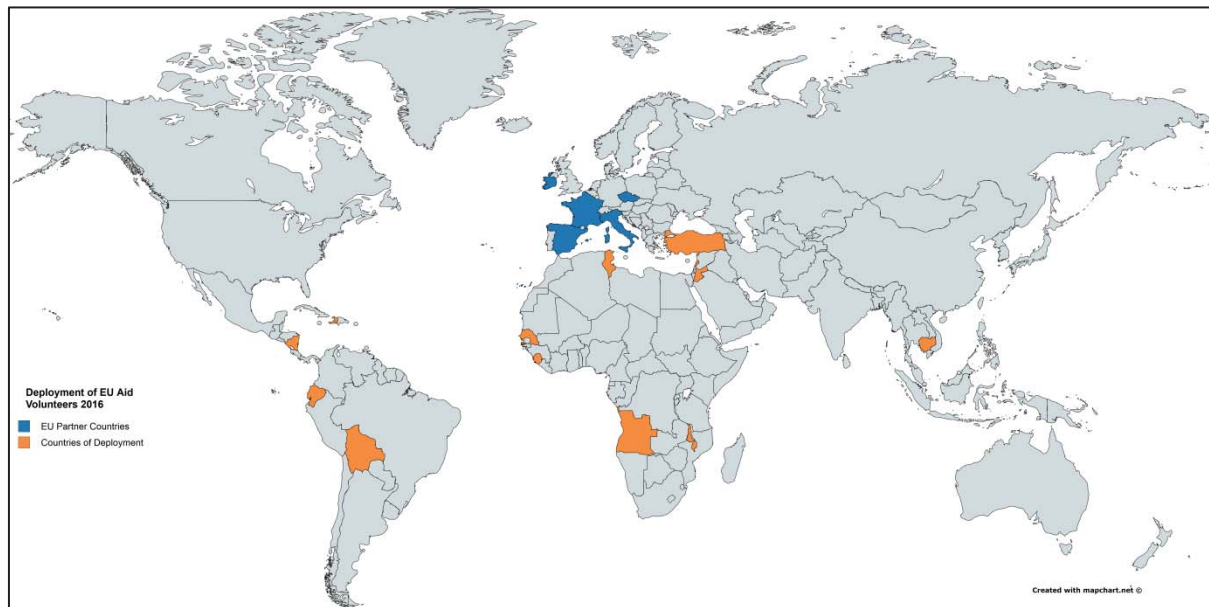 Deployment of EU Aid
Volunteers 2016
EU Partner Countries
Countries of Deployment
Created with mapchart.net ©